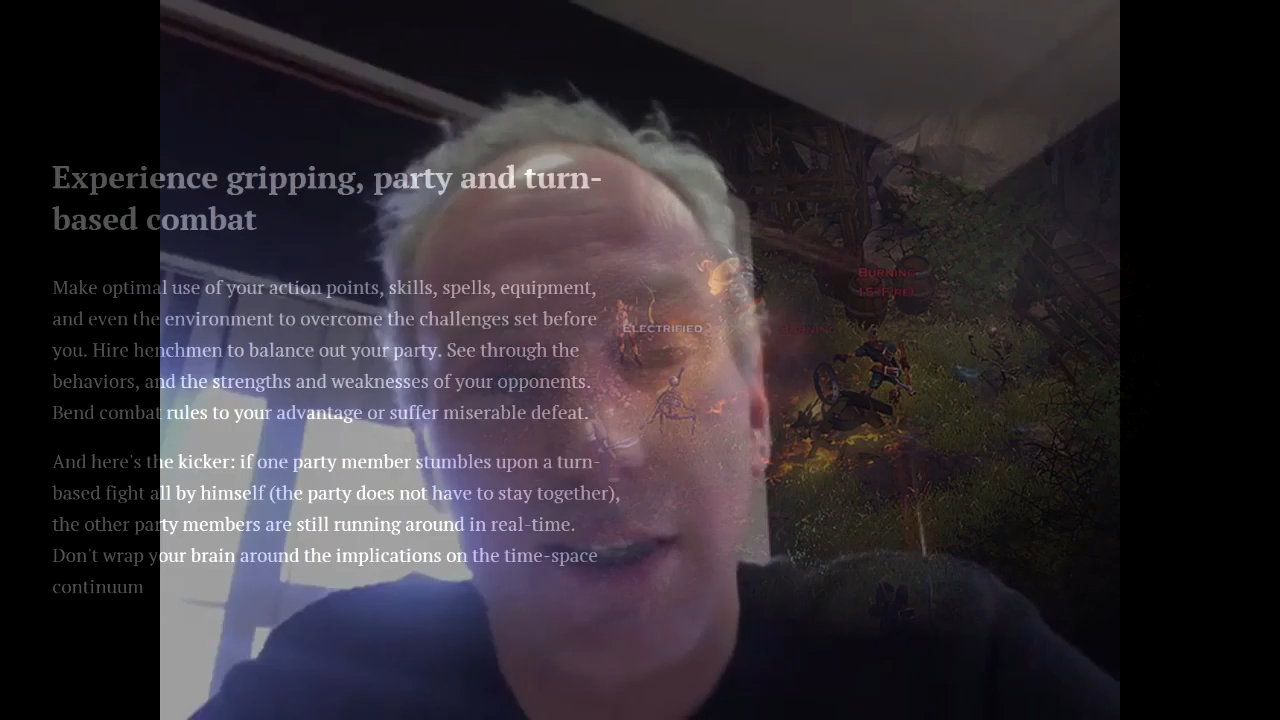 Experience gripping, party and turn-
based combat
Make optimal use of your action points, skills, spells, equipment,
and even the environment to overcome the challenges set before
you. Hire henchmen to balance out your party. See through the
behaviors, and the strengths and weaknesses of your opponents.
Bend combat rules to your advantage or suffer miserable defeat.
And here's the kicker: if one party member stumbles upon a turn-
based fight all by himself (the party does not have to stay together),
the other party members are still running around in real-time.
Don't wrap your brain around the implications on the time-space
continuum
Burning
Electrified
Burning